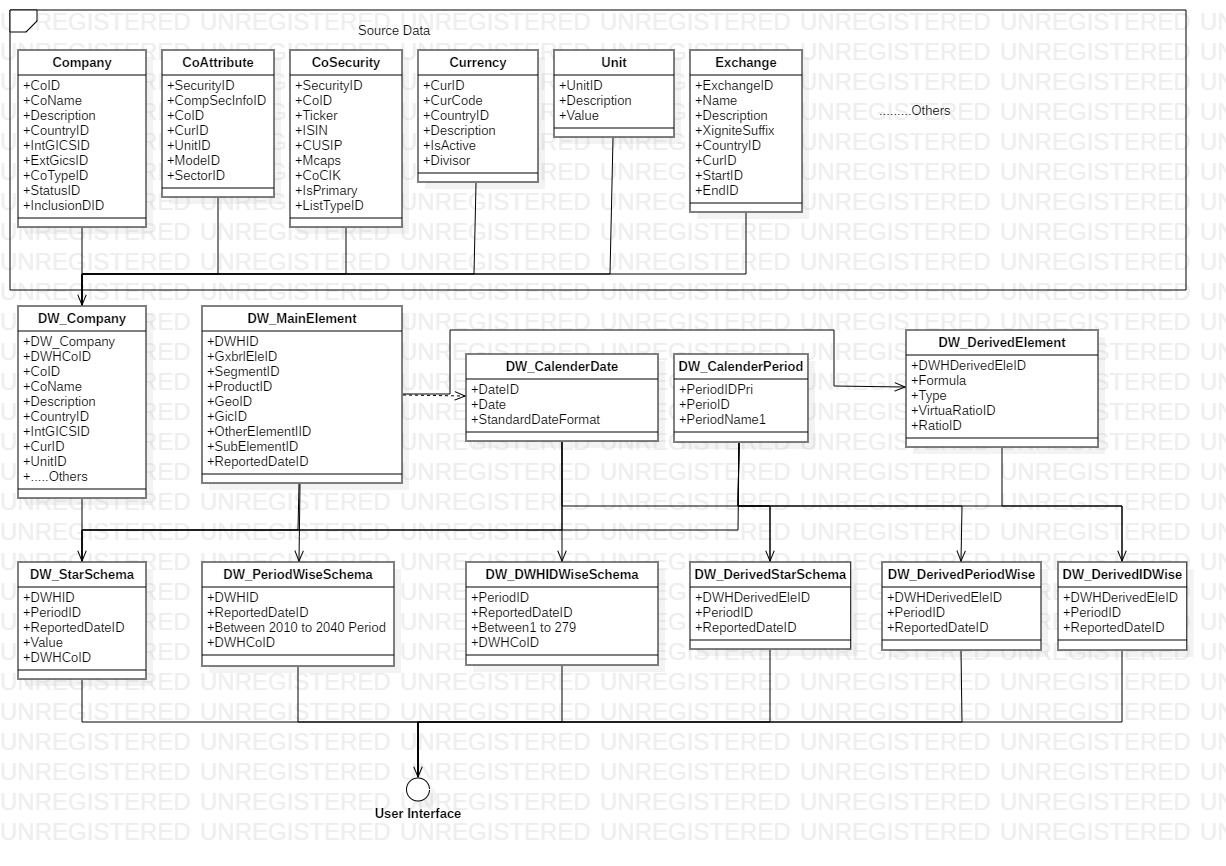 Source Data
Company
+CoID
+CoName
+Description
+CountryID
+IntGICSID
+ExtGicsID
+CoTypeID
+StatusID
+InclusionDID
CoAttribute
+SecurityID
+CompSecInfoID
+CoID
+CurID
+UnitID
+ModeID
+SectorID
CoSecurity
+SecurityID
+CoID
+Ticker
+ISIN
+CUSIP
+Mcaps
+CoCIK
+IsPrimary
+ListTypeID
Currency
+CurID
+CurCode
+CountryID
+Description
+IsActive
+Divisor
Unit
+UnitID
+Description
+Value
Exchange
+ExchangeID
+Name
+Description
+XigniteSuffix
+CountryID
+CurID
+StartID
+EndID
.........Others
DW_Company
+DW_Company
+DWHCoID
+CoID
+CoName
+Description
+CountryID
+IntGICSID
+CurID
+UnitID
+.....Others
DW_MainElement
+DWHID
+GxbrlEleID
+SegmentID
+ProductID
+GeoID
+GicID
+OtherElementIID
+SubElementID
+ReportedDateID
DW_CalenderDate
+DateID
+Date
+StandardDateFormat
DW_CalenderPeriod
+PeriodIDPri
+PerioID
+PeriodName1
DW_DerivedElement
+DWHDerivedEleID
+Formula
+Type
+VirtuaRatioID
+RatioID
DW_StarSchema
+DWHID
+PeriodID
+ReportedDateID
+Value
+DWHCoID
DW_PeriodWiseSchema
+DWHID
+ReportedDateID
+Between 2010 to 2040 Period
+DWHCoID
DW_DWHIDWiseSchema
+PeriodID
+ReportedDateID
+Between1 to 279
+DWHCoID
DW_DerivedStarSchema
+DWHDerivedEleID
+PeriodID
+ReportedDateID
DW_DerivedPeriodWise
+DWHDerivedEleID
+PeriodID
+ReportedDateID
DW_DerivedIDWise
+DWHDerivedEleID
+PeriodID
+ReportedDateID
User Interface
UNREGISTERED